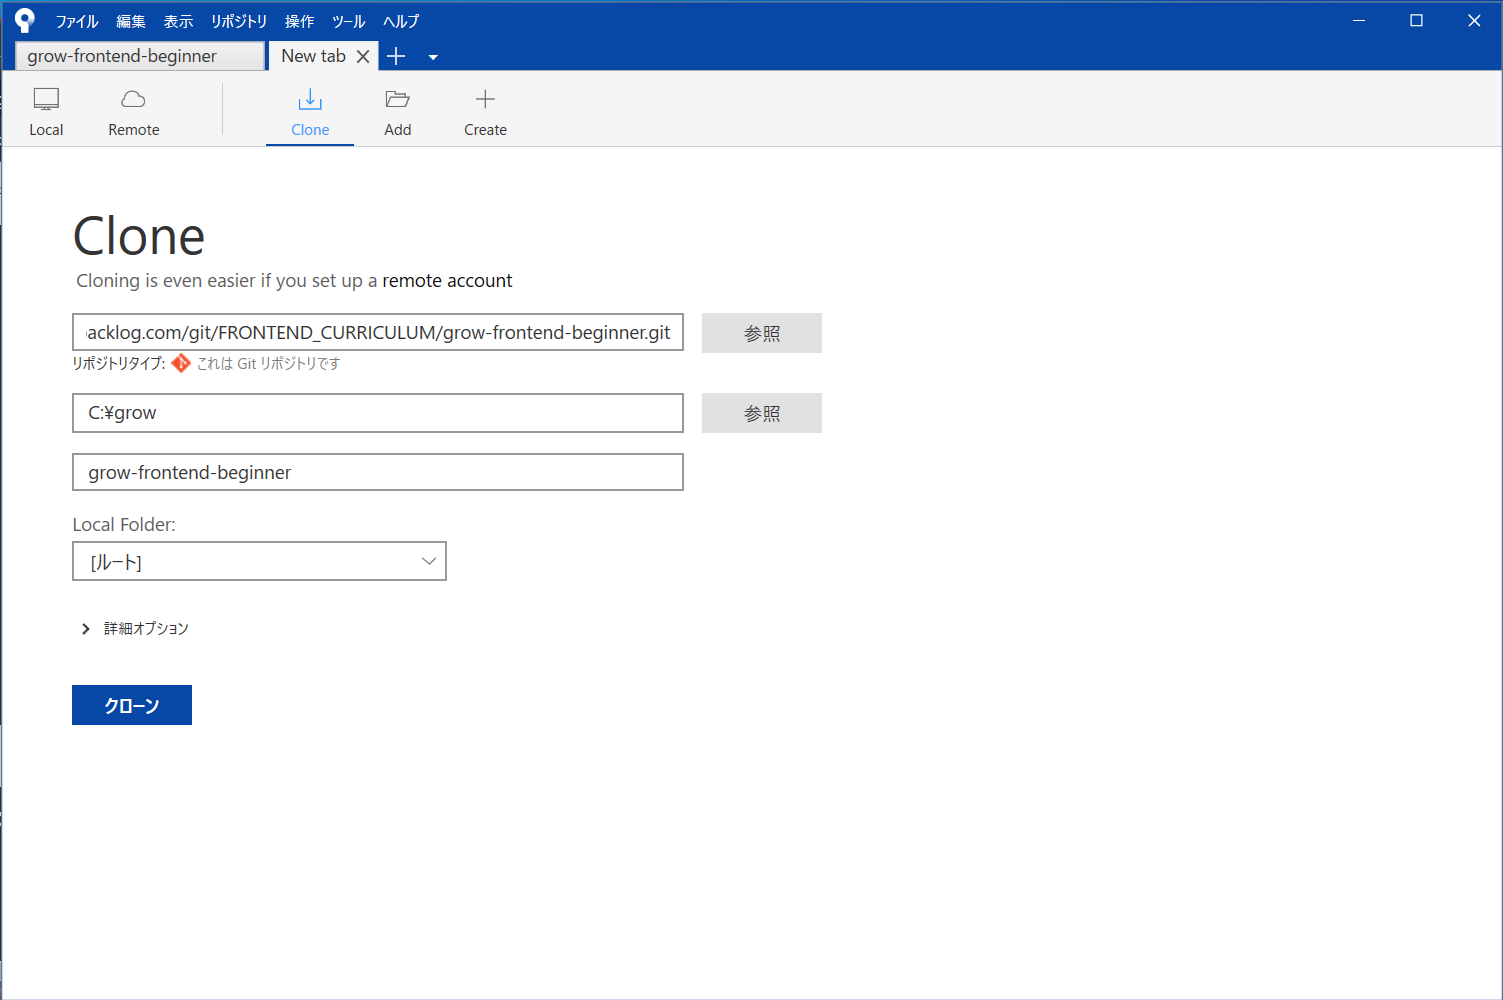 ファイル 編集 表示 リポジトリ 操作 ツール ヘルプ
grow-frontend-beginner New tab
Local Remote Clone Add Create
Clone
Cloning is even easier if you set up a remote account
acklog.com/git/FRONTEND_CURRICULUM/grow-frontend-beginner.git 参照
リポジトリタイプ: これは Git リポジトリです
C:¥grow 参照
grow-frontend-beginner
Local Folder:
[ルート]
詳細オプション
クローン